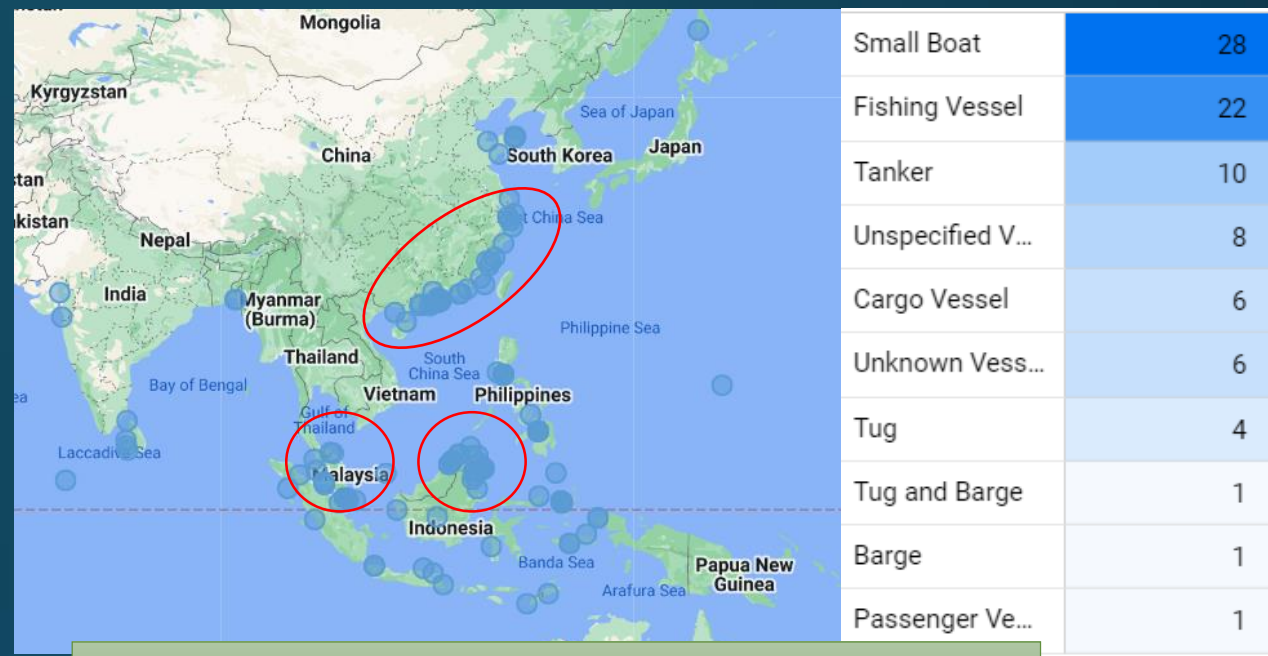 Mongolia
Kyrgyzstan
Sea of Japan
China
South Korea
Japan
stan
kistan
t China Sea
Nepal
India
Myanmar
(Burma)
Philippine Sea
Thailand
South
China Sea
Bay of Bengal
Vietnam
Philippines
Gulf of
Thailand
Laccadive Sea
Malaysia
Indonesia
Banda Sea
Papua New
Guinea
Arafura Sea
Small Boat 28
Fishing Vessel 22
Tanker 10
Unspecified V... 8
Cargo Vessel 6
Unknown Vess... 6
Tug 4
Tug and Barge 1
Barge 1
Passenger Ve... 1